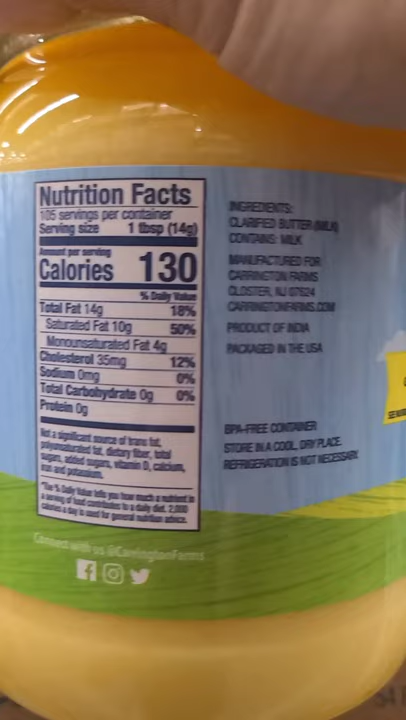 Nutrition Facts
105 servings per container
Serving size 1 tbsp (14g)
Amount per serving
Calories 130
% Daily Value
Total Fat 14g 18%
Saturated Fat 10g 50%
Monounsaturated Fat 4g
Cholesterol 35mg 12%
Sodium 0mg 0%
Total Carbohydrate 0g 0%
Protein 0g
Not a significant source of trans fat,
polyunsaturated fat, dietary fiber, total
sugars, added sugars, vitamin D, calcium,
iron and potassium.
*The % Daily Value tells you how much a nutrient in
a serving of food contributes to a daily diet. 2,000
calories a day is used for general nutrition advice.
Connect with us @CarringtonFarms
INGREDIENTS:
CLARIFIED BUTTER (MILK)
CONTAINS: MILK
MANUFACTURED FOR
CARRINGTON FARMS
CLOSTER, NJ 07624
CARRINGTONFARMS.COM
PRODUCT OF INDIA
PACKAGED IN THE USA
BPA-FREE CONTAINER
STORE IN A COOL, DRY PLACE.
REFRIGERATION IS NOT NECESSARY.